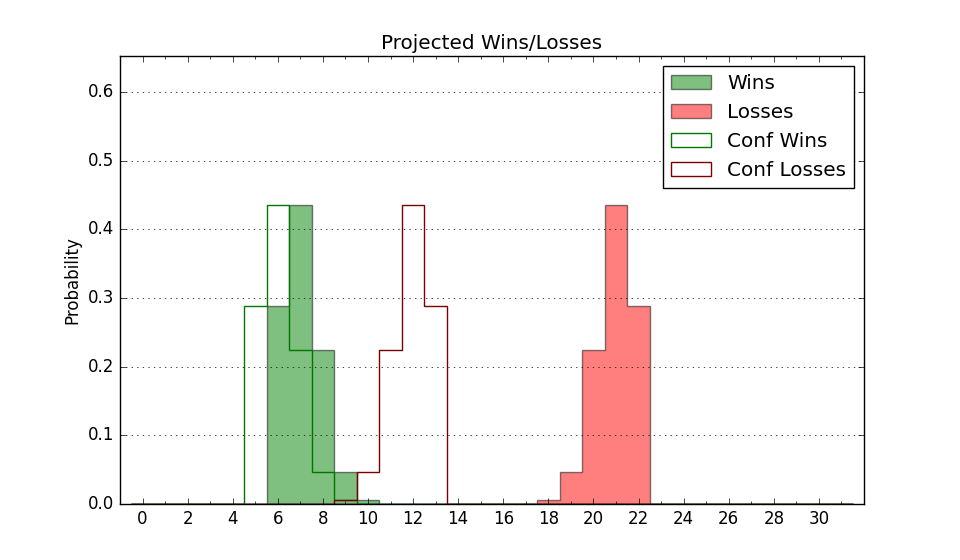 Projected Wins/Losses
Wins
Losses
Conf Wins
Conf Losses
Probability
0.6
0.5
0.4
0.3
0.2
0.1
0.0
0 2 4 6 8 10 12 14 16 18 20 22 24 26 28 30